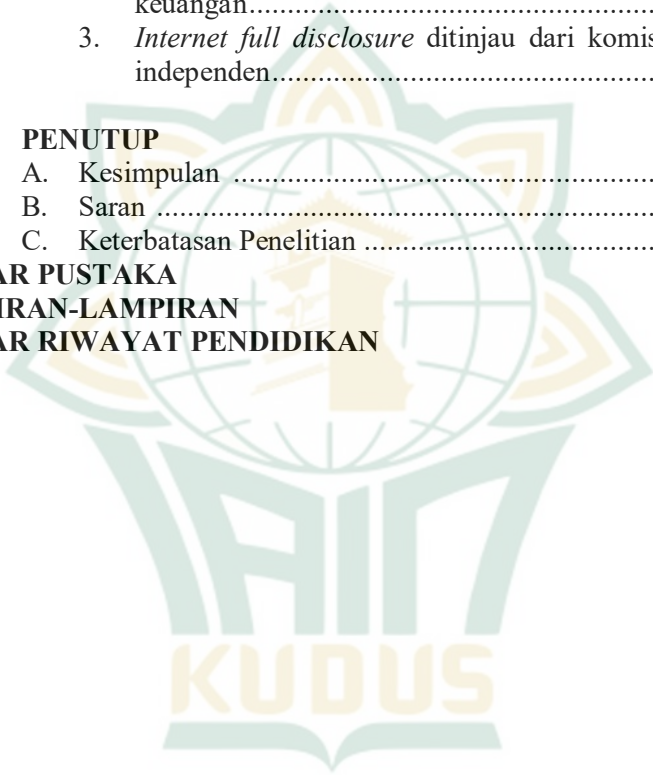 keuangan................................................................
3. Internet full disclosure ditinjau dari komis
independen............................................................
PENUTUP
A. Kesimpulan ................................................................
B. Saran ................................................................
C. Keterbatasan Penelitian ..........................................
AR PUSTAKA
IRAN-LAMPIRAN
AR RIWAYAT PENDIDIKAN
IAIN
KUDUS